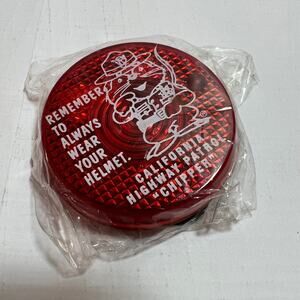 REMEMBER
TO
ALWAYS
WEAR
YOUR
HELMET.
CALIFORNIA
HIGHWAY PATROL
"CHIPPER"